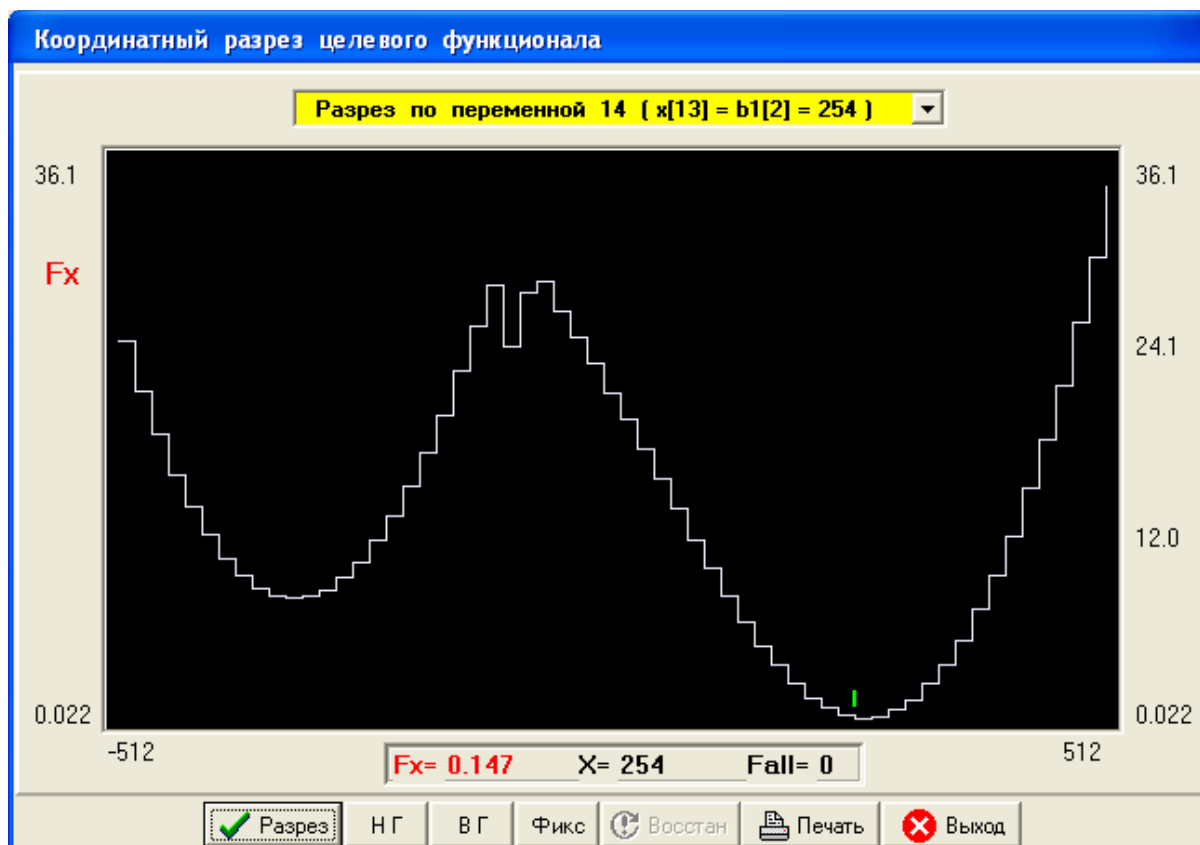 Координатный разрез целевого функционала
Разрез по переменной 14 ( x[13] = b1[2] = 254 )
36.1
36.1
Fx
24.1
12.0
0.022
0.022
-512
512
Fx= 0.147 X= 254 Fall= 0
Разрез Н Г В Г Фикс Восстан Печать Выход